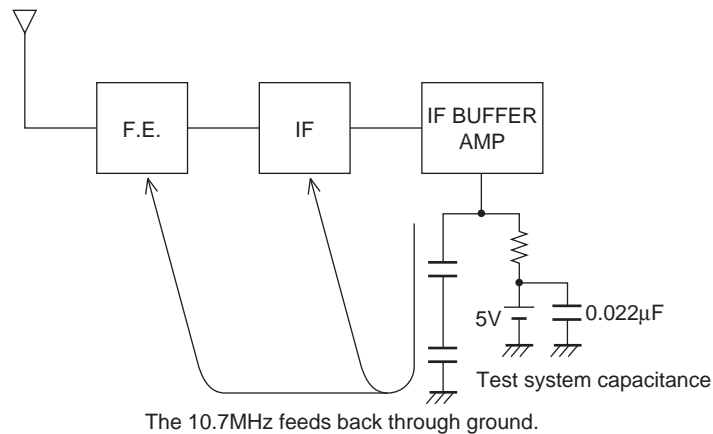 F.E.
IF
IF BUFFER
AMP
5V
0.022μF
Test system capacitance
The 10.7MHz feeds back through ground.